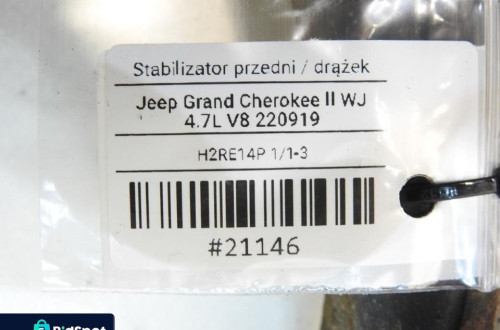 Stabilizator przedni / drążek
Jeep Grand Cherokee II WJ
4.7L V8 220919
H2RE14P 1/1-3
#21146